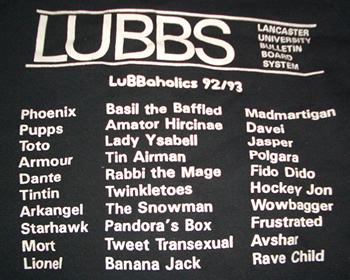 LUBBS
LANCASTER
UNIVERSITY
BULLETIN
BOARD
SYSTEM
LuBBaholics 92/93
Phoenix
Pupps
Toto
Armour
Dante
Tintin
Arkangel
Starhawk
Mort
Lionel
Basil the Baffled
Amator Hircinae
Lady Ysabell
Tin Airman
Rabbi the Mage
Twinkletoes
The Snowman
Pandora's Box
Tweet Transexual
Banana Jack
Madmartigan
Davei
Jasper
Polgara
Fido Dido
Hockey Jon
Wowbagger
Frustrated
Avshar
Rave Child